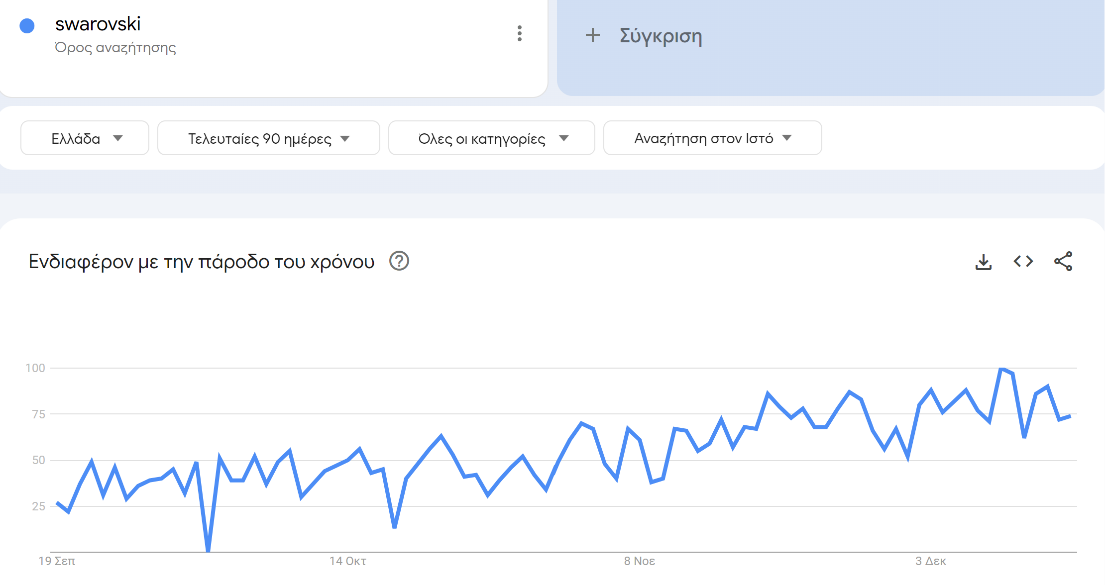 swarovski
Όρος αναζήτησης
+ Σύγκριση
Ελλάδα
Τελευταίες 90 ημέρες
Όλες οι κατηγορίες
Αναζήτηση στον Ιστό
Ενδιαφέρον με την πάροδο του χρόνου
100
75
50
25
19 Σεπ
14 Οκτ
8 Νοε
3 Δεκ